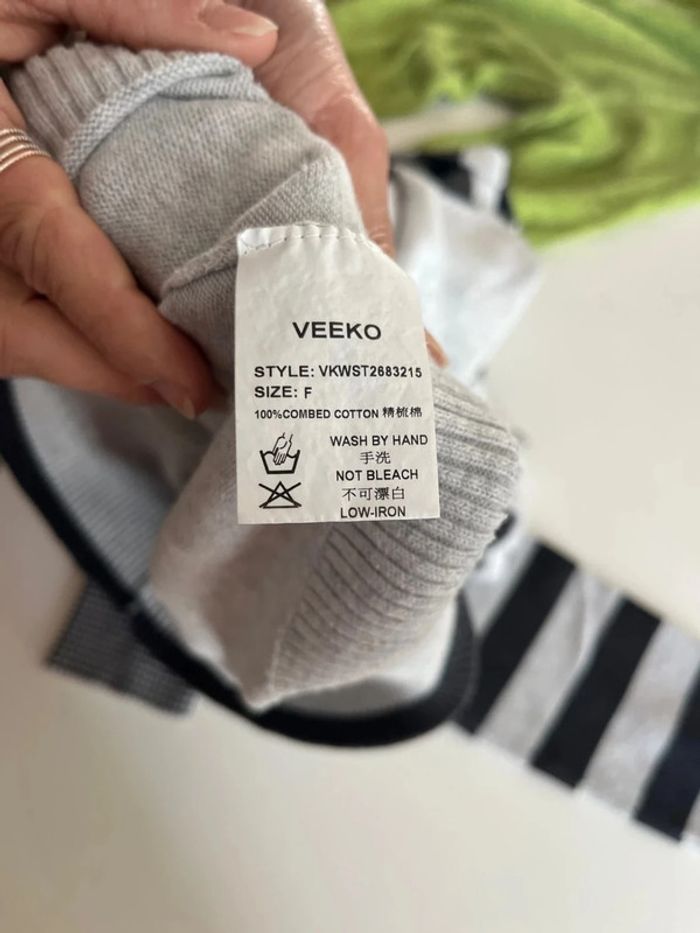 VEEKO
STYLE: VKWST2683215
SIZE: F
100%COMBED COTTON 精梳棉
WASH BY HAND
手洗
NOT BLEACH
不可漂白
LOW-IRON